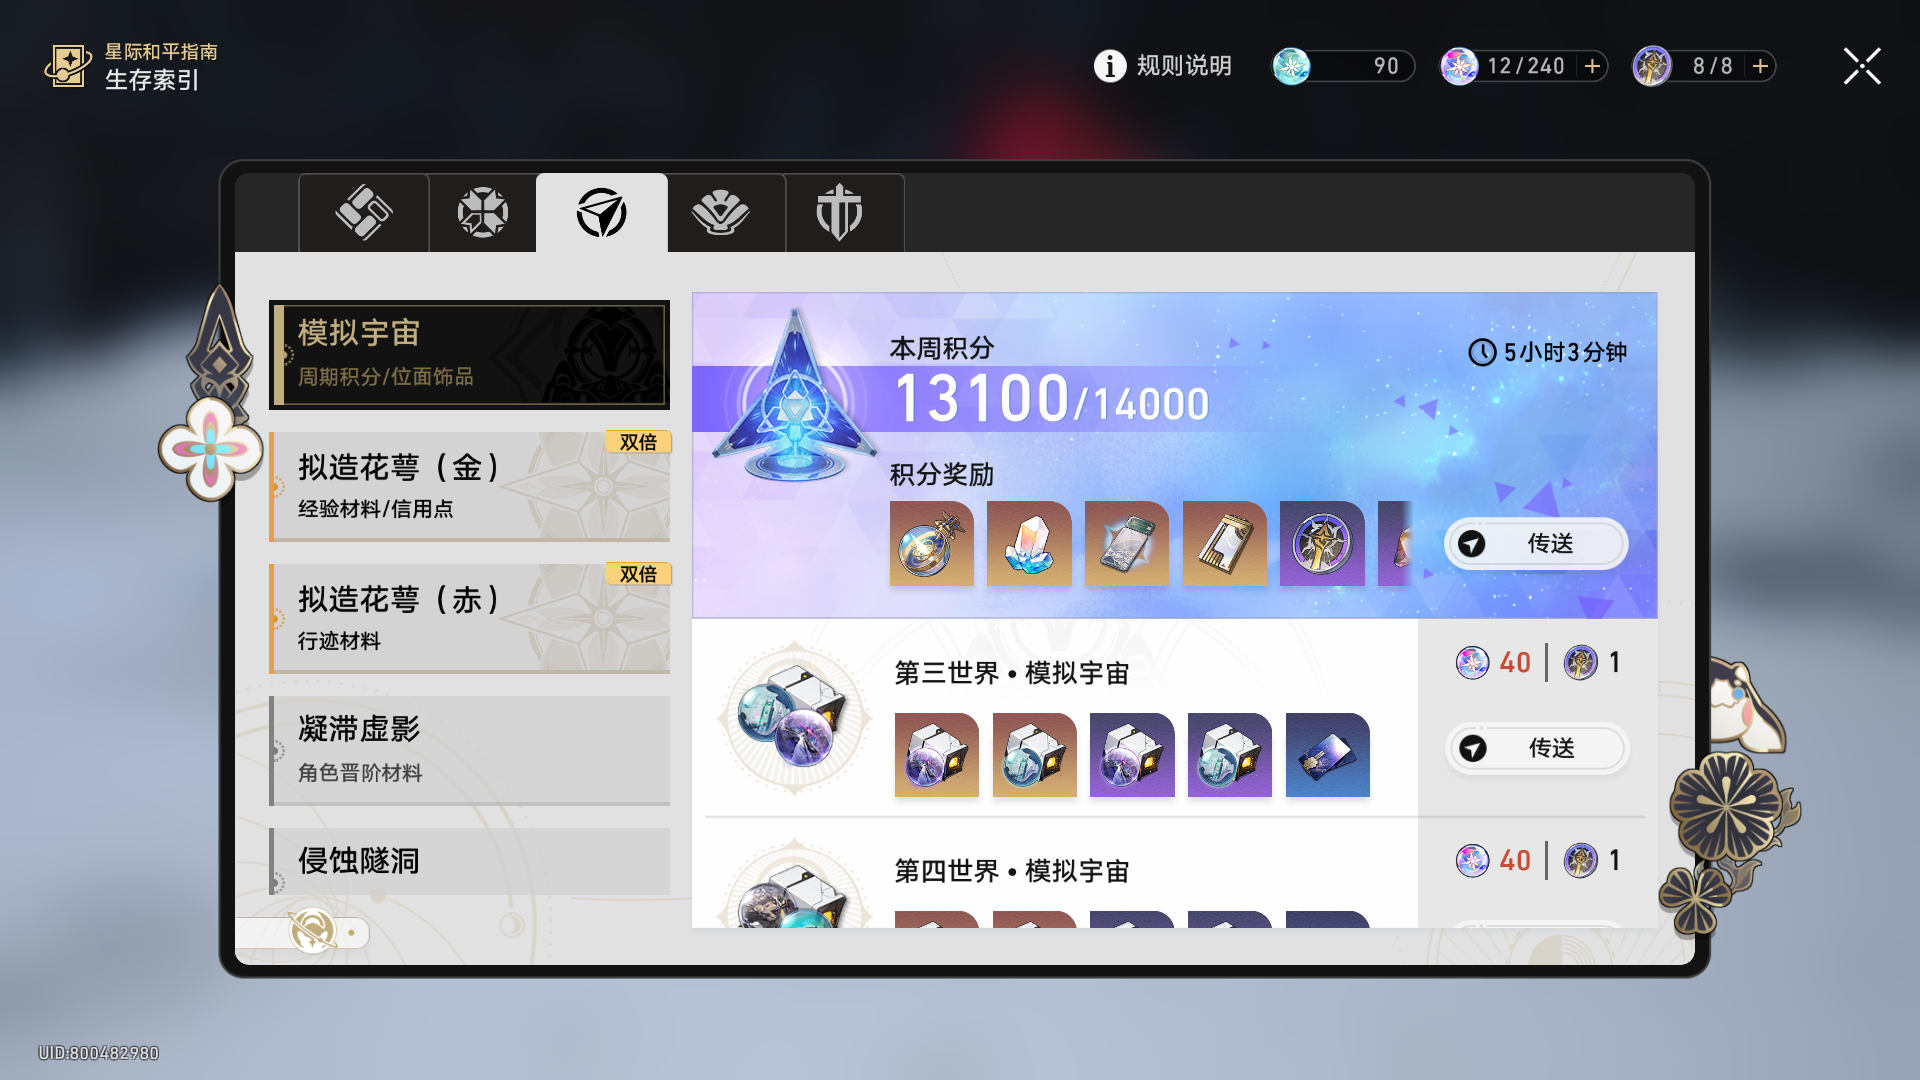 星际和平指南
生存索引
规则说明
90
12/240
8/8
模拟宇宙
周期积分/位面饰品
双倍
拟造花萼（金）
经验材料/信用点
双倍
拟造花萼（赤）
行迹材料
凝滞虚影
角色晋阶材料
侵蚀隧洞
本周积分
13100/14000
5小时3分钟
积分奖励
传送
第三世界•模拟宇宙
40
1
传送
第四世界•模拟宇宙
40
1
UID:800482980